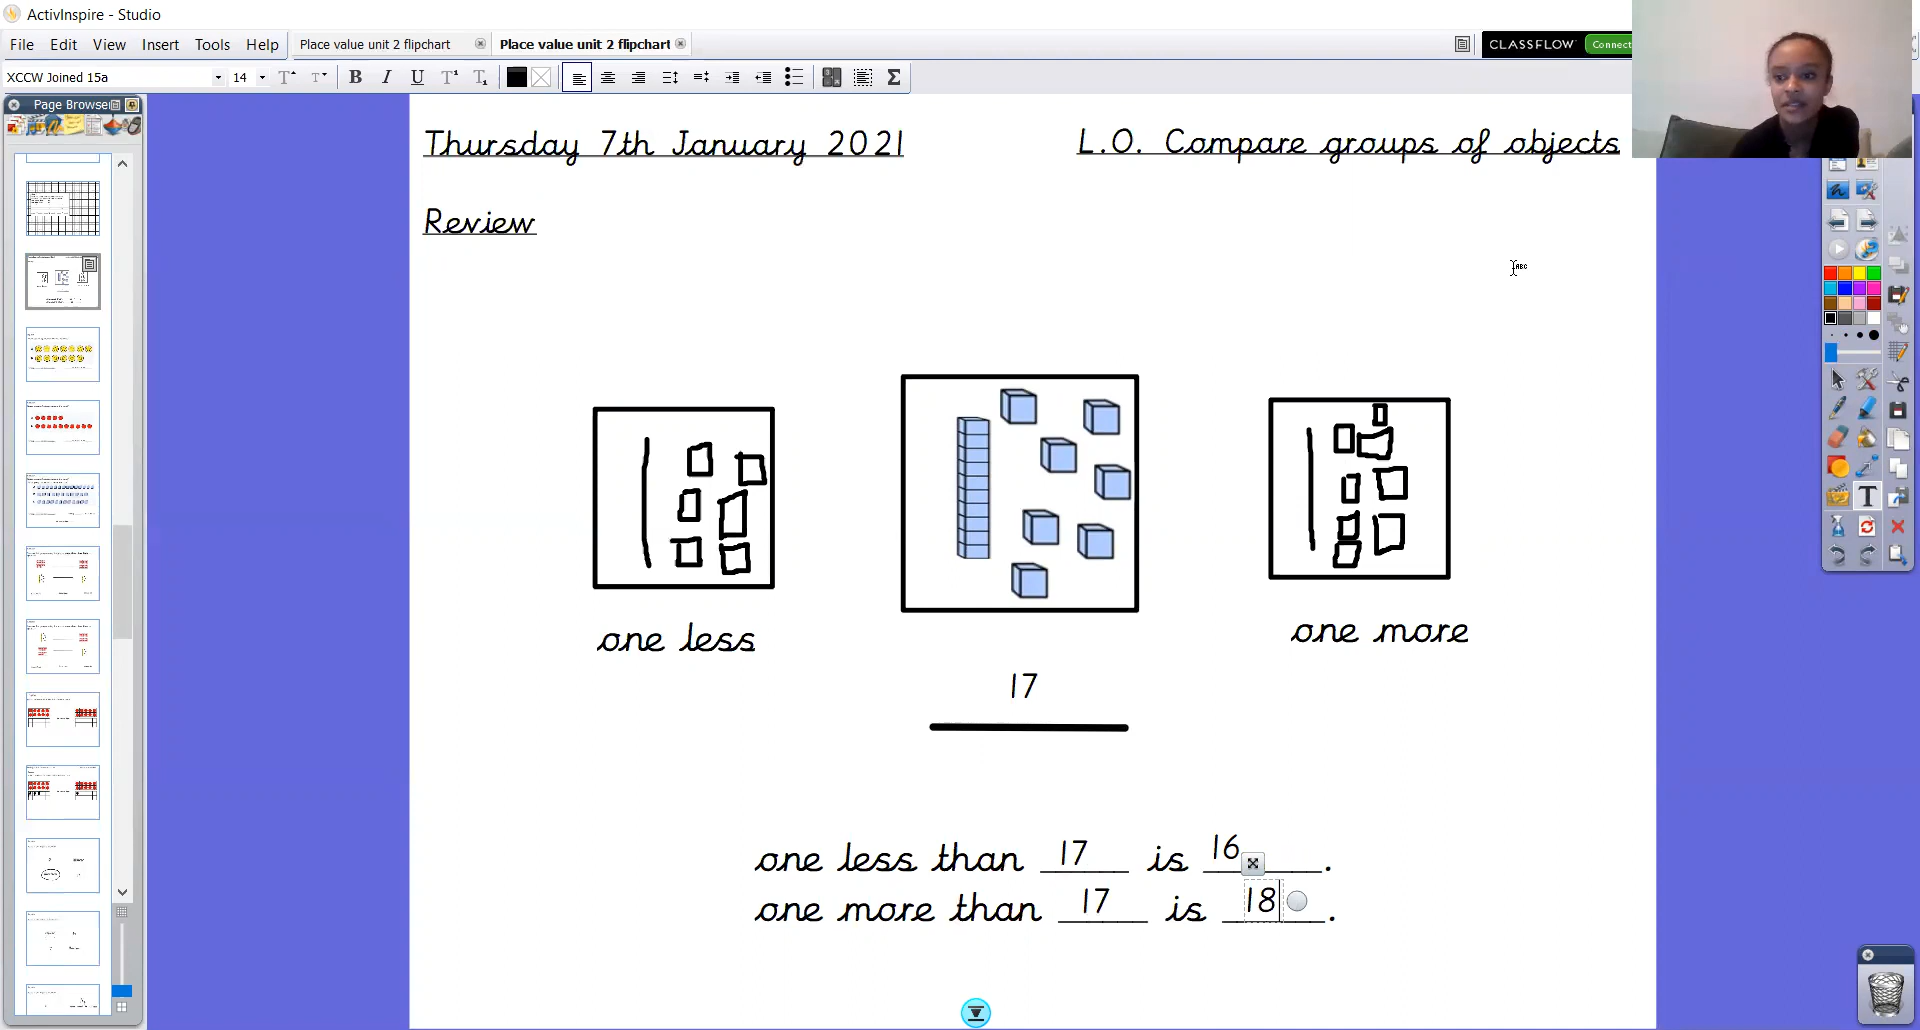 ActivInspire - Studio
File Edit View Insert Tools Help
Place value unit 2 flipchart
Place value unit 2 flipchart
CLASSFLOW
Connect
XCCW Joined 15a
14
B I U
Page Browser
Thursday 7th January 2021
L.O. Compare groups of objects
Review
one less
one more
17
one less than 17 is 16.
one more than 17 is 18.